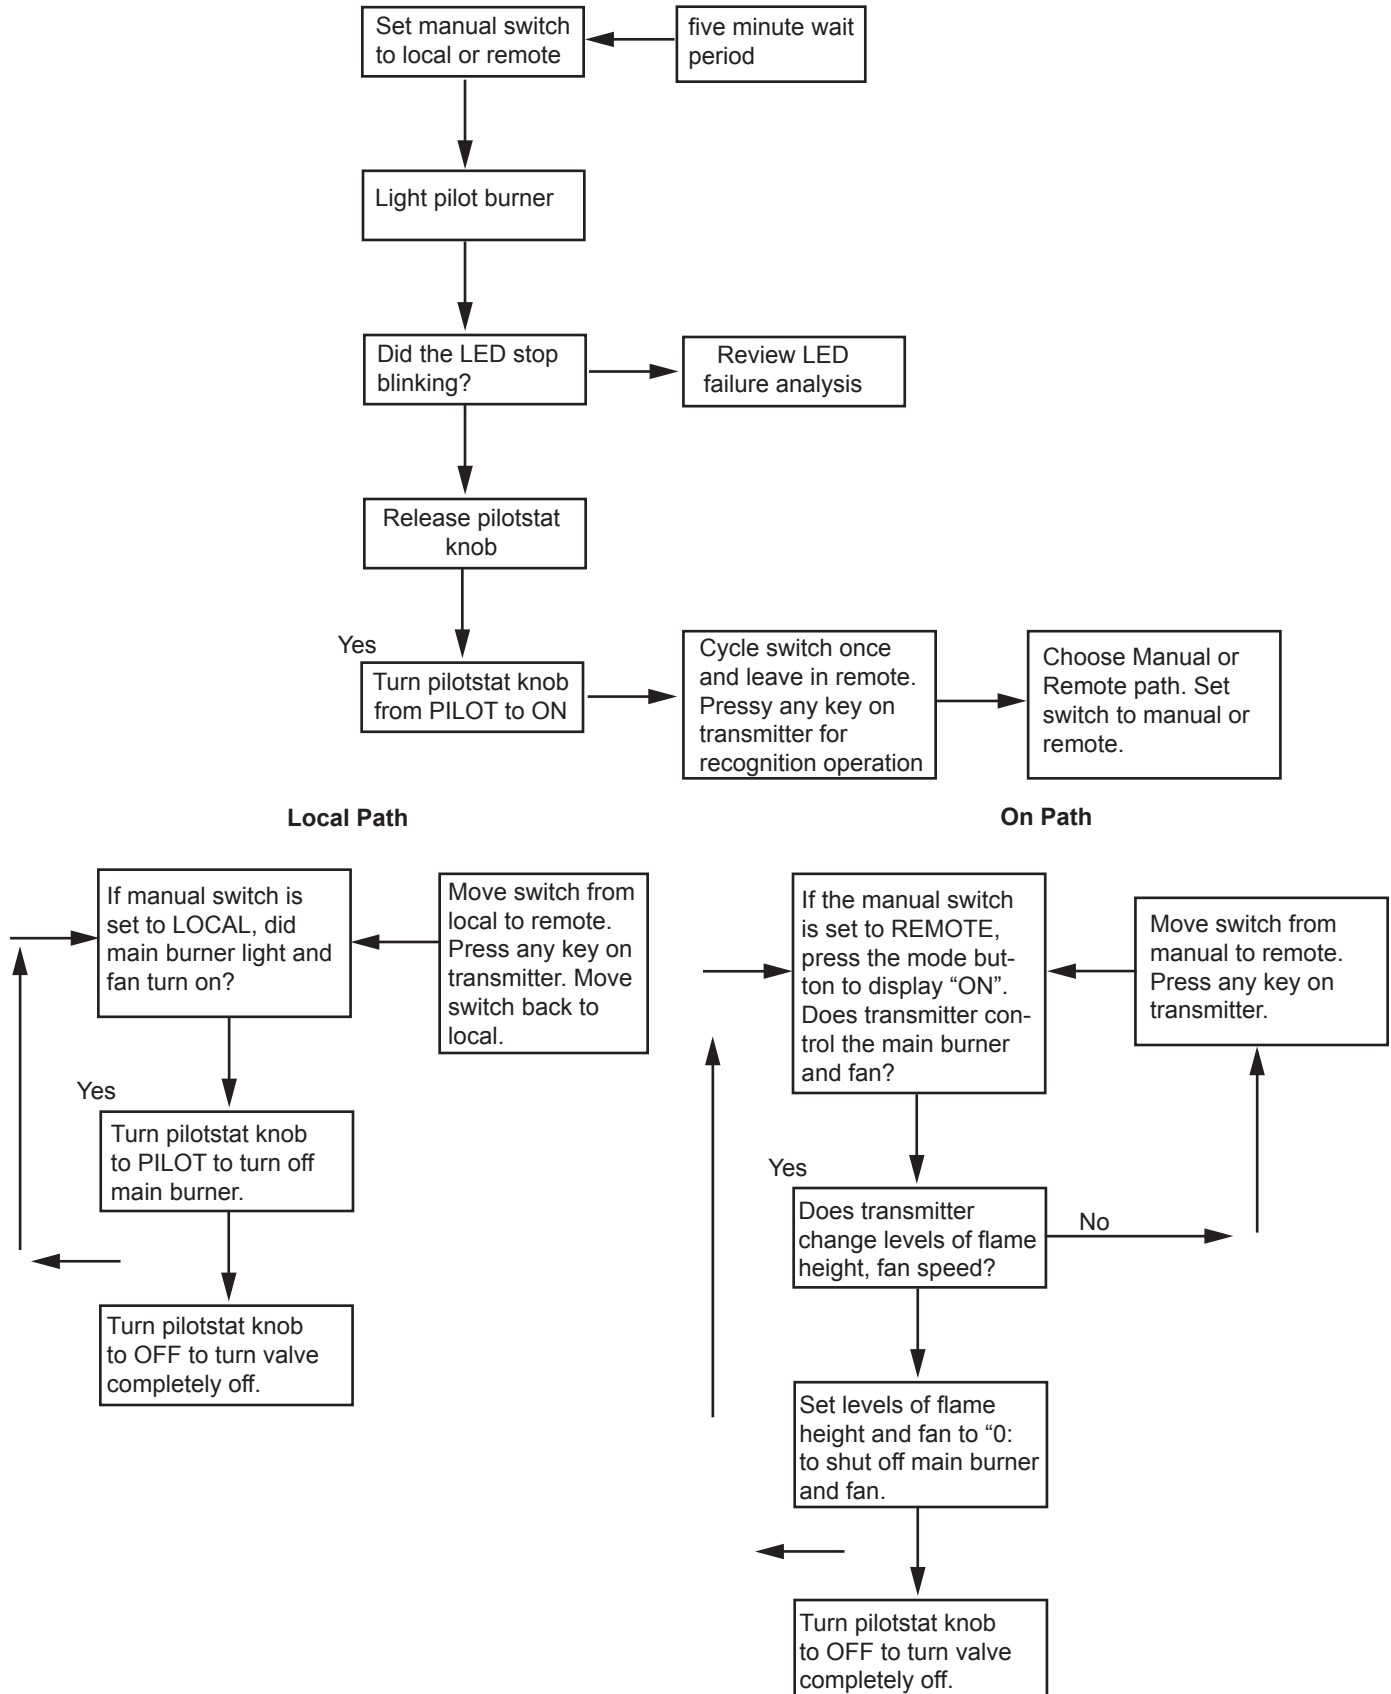 Set manual switch
to local or remote
five minute wait
period
Light pilot burner
Did the LED stop
blinking?
Review LED
failure analysis
Release pilotstat
knob
Yes
Turn pilotstat knob
from PILOT to ON
Cycle switch once
and leave in remote.
Pressy any key on
transmitter for
recognition operation
Choose Manual or
Remote path. Set
switch to manual or
remote.
Local Path
If manual switch is
set to LOCAL, did
main burner light and
fan turn on?
Move switch from
local to remote.
Press any key on
transmitter. Move
switch back to
local.
Yes
Turn pilotstat knob
to PILOT to turn off
main burner.
Turn pilotstat knob
to OFF to turn valve
completely off.
On Path
If the manual switch
is set to REMOTE,
press the mode but-
ton to display “ON”.
Does transmitter con-
trol the main burner
and fan?
Move switch from
manual to remote.
Press any key on
transmitter.
Yes
Does transmitter
change levels of flame
height, fan speed?
No
Set levels of flame
height and fan to “0:
to shut off main burner
and fan.
Turn pilotstat knob
to OFF to turn valve
completely off.